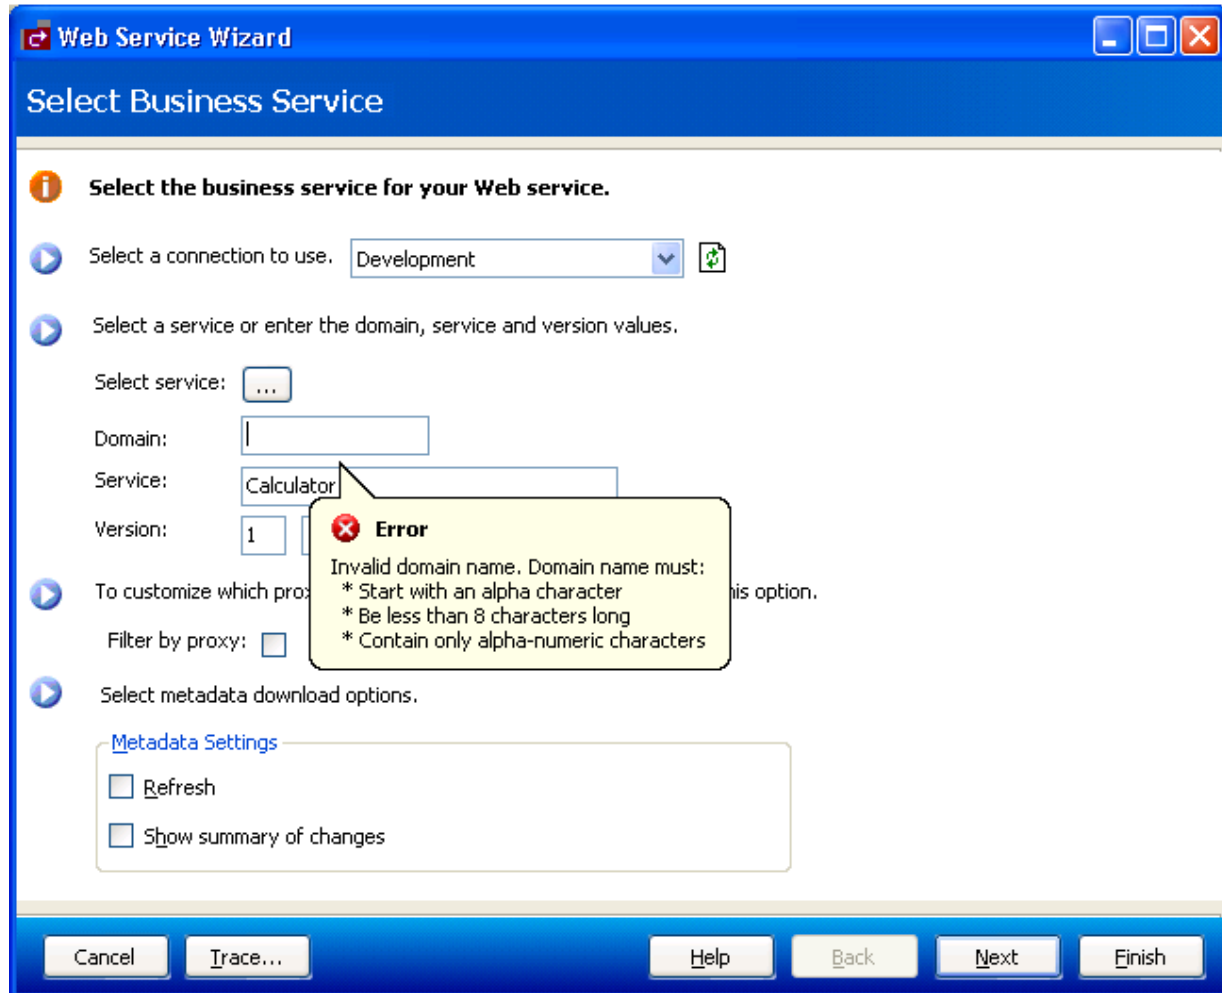 Web Service Wizard
Select Business Service
Select the business service for your Web service.
Select a connection to use. Development
Select a service or enter the domain, service and version values.
Select service: ...
Domain:
Service: Calculator
Version: 1
Error
Invalid domain name. Domain name must:
* Start with an alpha character
* Be less than 8 characters long
* Contain only alpha-numeric characters
To customize which option.
Filter by proxy:
Select metadata download options.
Metadata Settings
Refresh
Show summary of changes
Cancel Trace... Help Back Next Finish